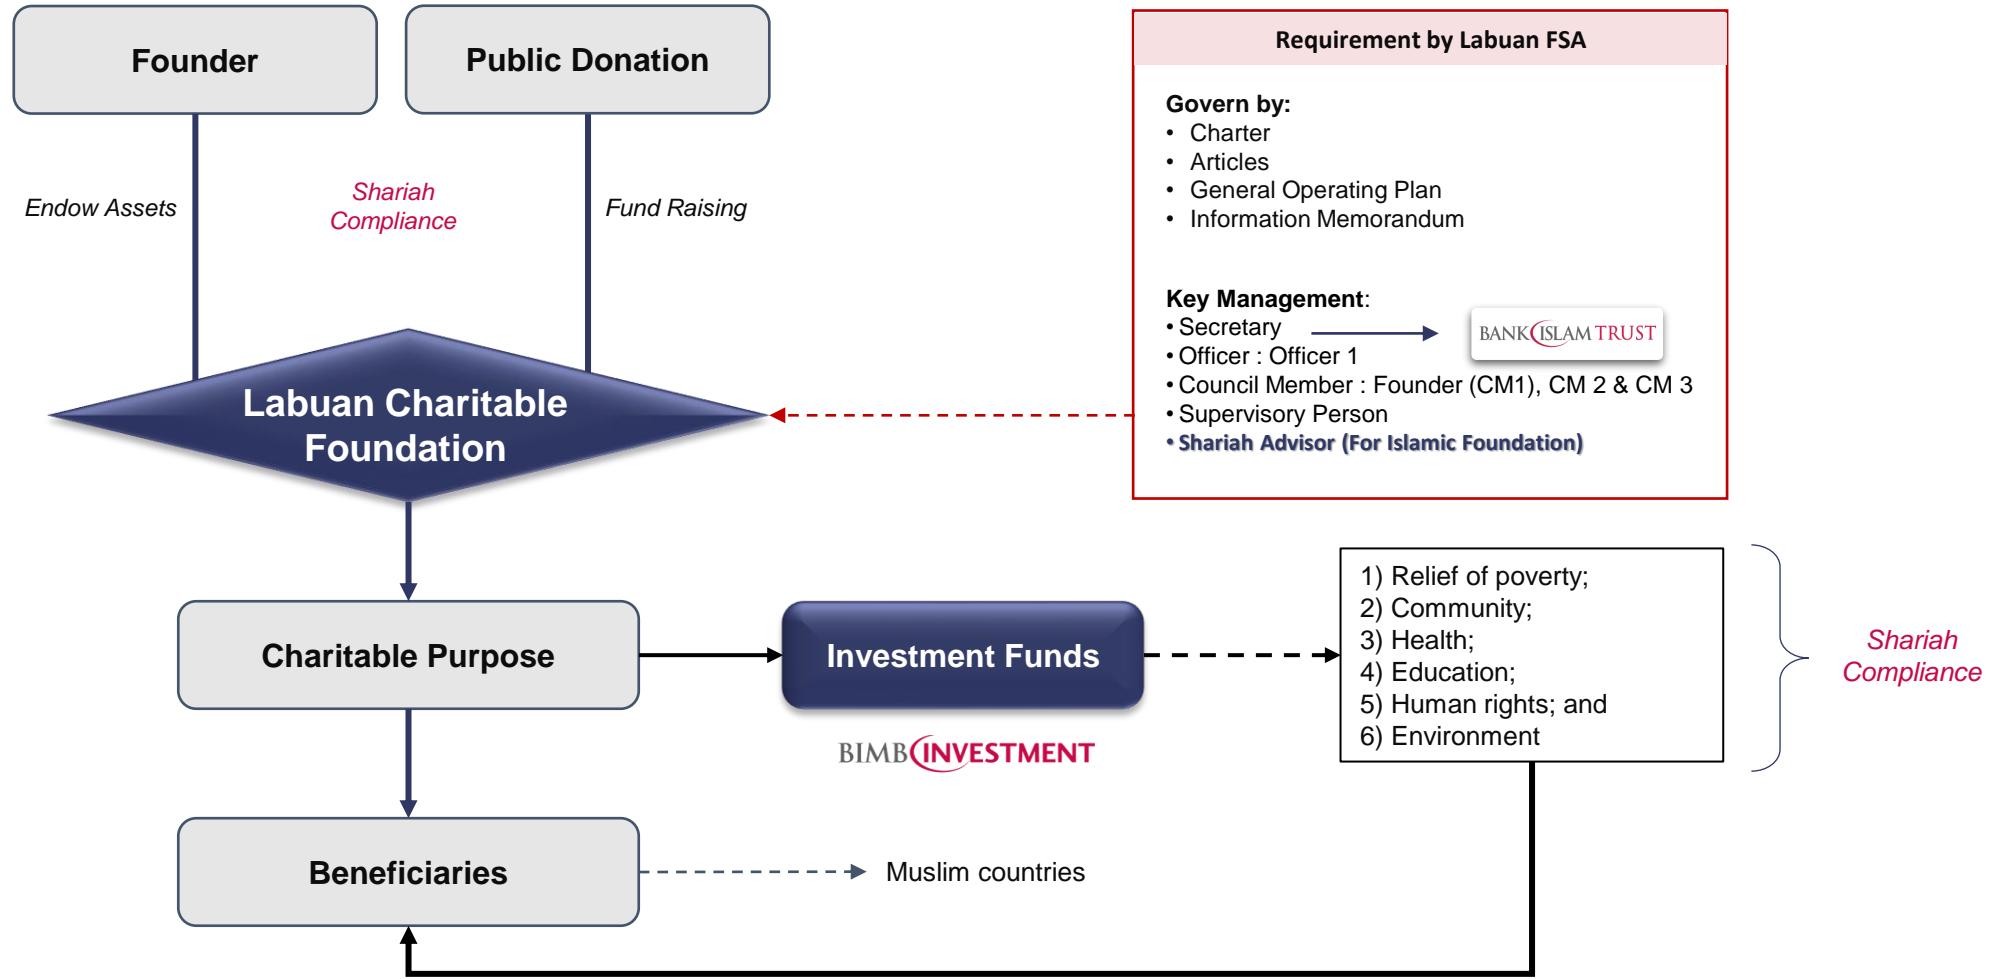 Founder
Public Donation
Endow Assets
Shariah
Compliance
Fund Raising
Labuan Charitable
Foundation
Requirement by Labuan FSA
Govern by:
• Charter
• Articles
• General Operating Plan
• Information Memorandum
Key Management:
• Secretary
BANK ISLAM TRUST
• Officer : Officer 1
• Council Member : Founder (CM1), CM 2 & CM 3
• Supervisory Person
• Shariah Advisor (For Islamic Foundation)
Charitable Purpose
Investment Funds
BIMB INVESTMENT
1) Relief of poverty;
2) Community;
3) Health;
4) Education;
5) Human rights; and
6) Environment
Shariah
Compliance
Beneficiaries
Muslim countries